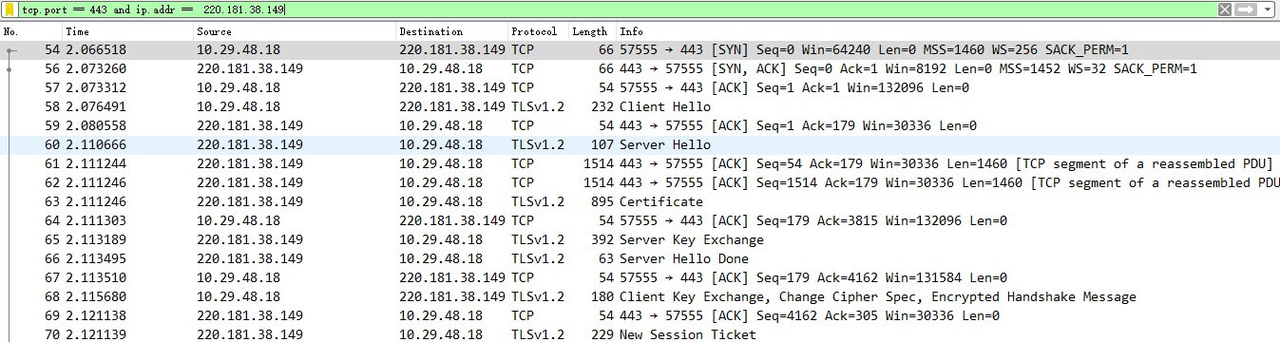 tcp.port == 443 and ip.addr == 220.181.38.149
No. Time Source Destination Protocol Length Info
54 2.066518 10.29.48.18 220.181.38.149 TCP 66 57555 → 443 [SYN] Seq=0 Win=64240 Len=0 MSS=1460 WS=256 SACK_PERM=1
56 2.073260 220.181.38.149 10.29.48.18 TCP 66 443 → 57555 [SYN, ACK] Seq=0 Ack=1 Win=8192 Len=0 MSS=1452 WS=32 SACK_PERM=1
57 2.073312 10.29.48.18 220.181.38.149 TCP 54 57555 → 443 [ACK] Seq=1 Ack=1 Win=132096 Len=0
58 2.076491 10.29.48.18 220.181.38.149 TLSv1.2 232 Client Hello
59 2.080558 220.181.38.149 10.29.48.18 TCP 54 443 → 57555 [ACK] Seq=1 Ack=179 Win=30336 Len=0
60 2.110666 220.181.38.149 10.29.48.18 TLSv1.2 107 Server Hello
61 2.111244 220.181.38.149 10.29.48.18 TCP 1514 443 → 57555 [ACK] Seq=54 Ack=179 Win=30336 Len=1460 [TCP segment of a reassembled PDU]
62 2.111246 220.181.38.149 10.29.48.18 TCP 1514 443 → 57555 [ACK] Seq=1514 Ack=179 Win=30336 Len=1460 [TCP segment of a reassembled PDU
63 2.111246 220.181.38.149 10.29.48.18 TLSv1.2 895 Certificate
64 2.111303 10.29.48.18 220.181.38.149 TCP 54 57555 → 443 [ACK] Seq=179 Ack=3815 Win=132096 Len=0
65 2.113189 220.181.38.149 10.29.48.18 TLSv1.2 392 Server Key Exchange
66 2.113495 220.181.38.149 10.29.48.18 TLSv1.2 63 Server Hello Done
67 2.113510 10.29.48.18 220.181.38.149 TCP 54 57555 → 443 [ACK] Seq=179 Ack=4162 Win=131584 Len=0
68 2.115680 10.29.48.18 220.181.38.149 TLSv1.2 180 Client Key Exchange, Change Cipher Spec, Encrypted Handshake Message
69 2.121138 220.181.38.149 10.29.48.18 TCP 54 443 → 57555 [ACK] Seq=4162 Ack=305 Win=30336 Len=0
70 2.121139 220.181.38.149 10.29.48.18 TLSv1.2 229 New Session Ticket